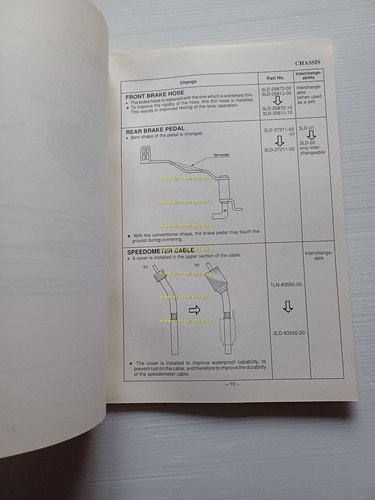 CHASSIS
Change
Part No.
Interchange-
ability
FRONT BRAKE HOSE
• The brake hose is replaced with the one which is extremely thin.
★ To improve the rigidity of the hose, this thin hose is installed.
This results in improved feeling of the lever operation.
3LD-25872-00
3LD-2581J-00
3LD-25872-10
3LD-2581J-10
Interchange-
able
(when used
as a set)
REAR BRAKE PEDAL
• Bent shape of the pedal is changed.
'89 model
★ With the conventional shape, the brake pedal may touch the
ground during cornering.
3LD-27211-00
-01
3LD-27211-02
3LD-01
3LD-02
only inter-
changeable
SPEEDOMETER CABLE
• A cover is installed in the upper section of the cable.
'89
'90
★ The cover is installed to improve waterproof capability, to
prevent rust on the cable, and therefore to improve the durability
of the speedometer cable.
1LN-83550-00
3LD-83550-00
Interchange-
able
— 10 —